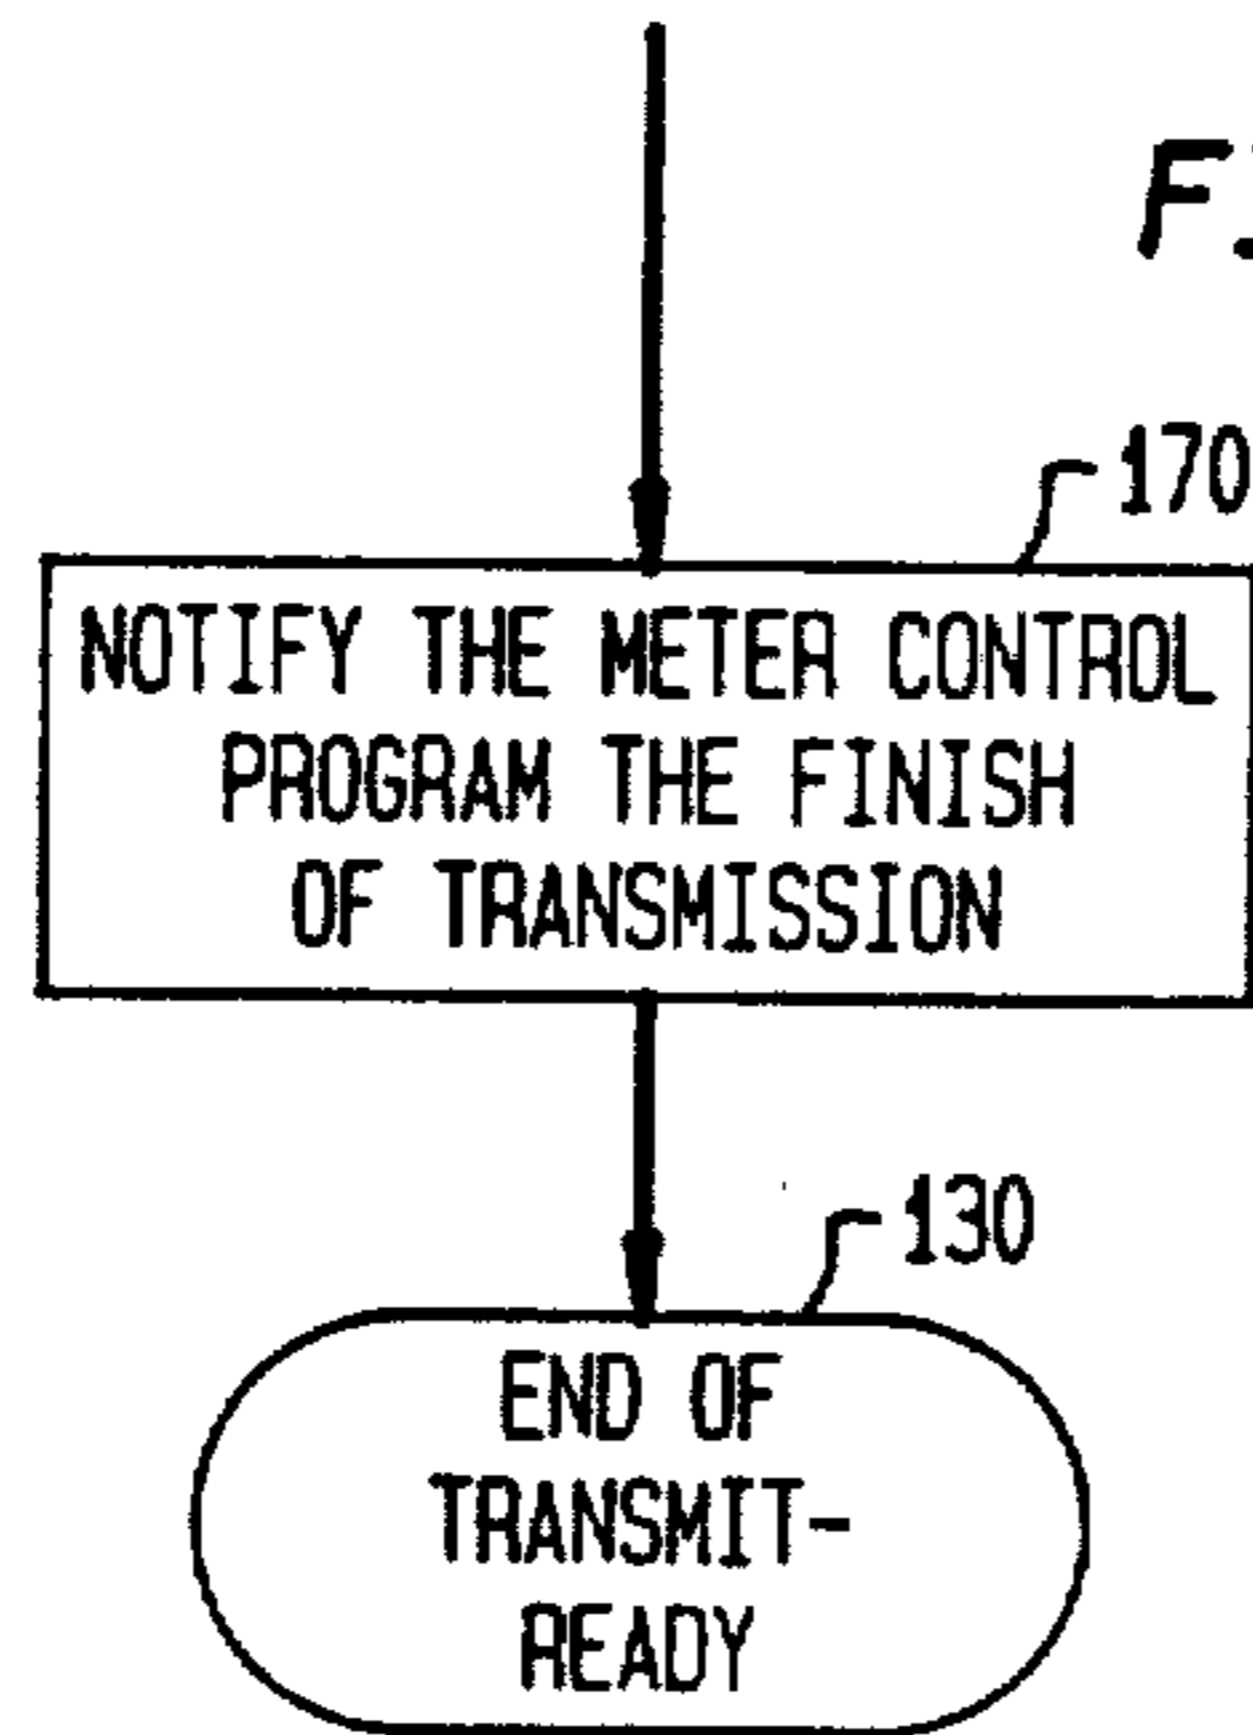 170
NOTIFY THE METER CONTROL
PROGRAM THE FINISH
OF TRANSMISSION
130
END OF
TRANSMIT-
READY